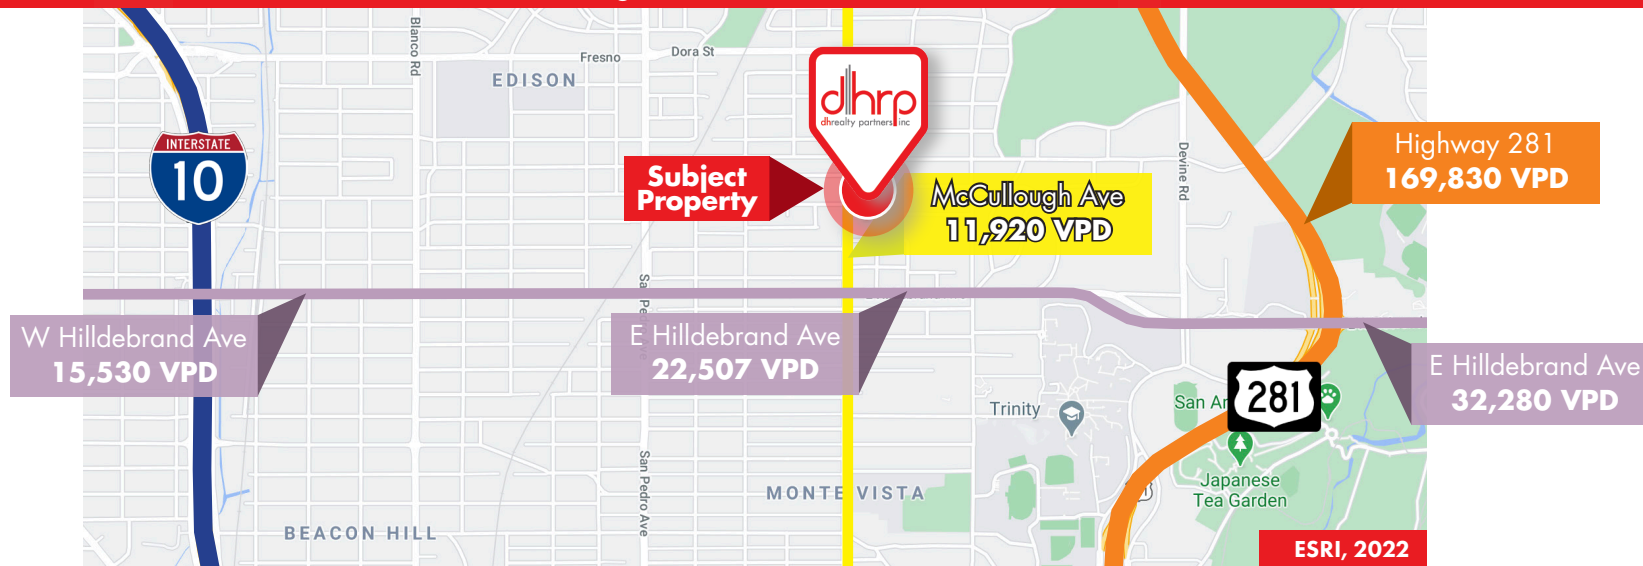 Blanco Rd
Fresno
Dora St
EDISON
dhrp
dhrealty partners, inc
INTERSTATE
10
Subject
Property
McCullough Ave
11,920 VPD
Devine Rd
Highway 281
169,830 VPD
W Hilldebrand Ave
15,530 VPD
E Hilldebrand Ave
22,507 VPD
E Hilldebrand Ave
32,280 VPD
281
Trinity
San
Japanese
Tea Garden
San Pedro Ave
MONTE VISTA
BEACON HILL
ESRI, 2022